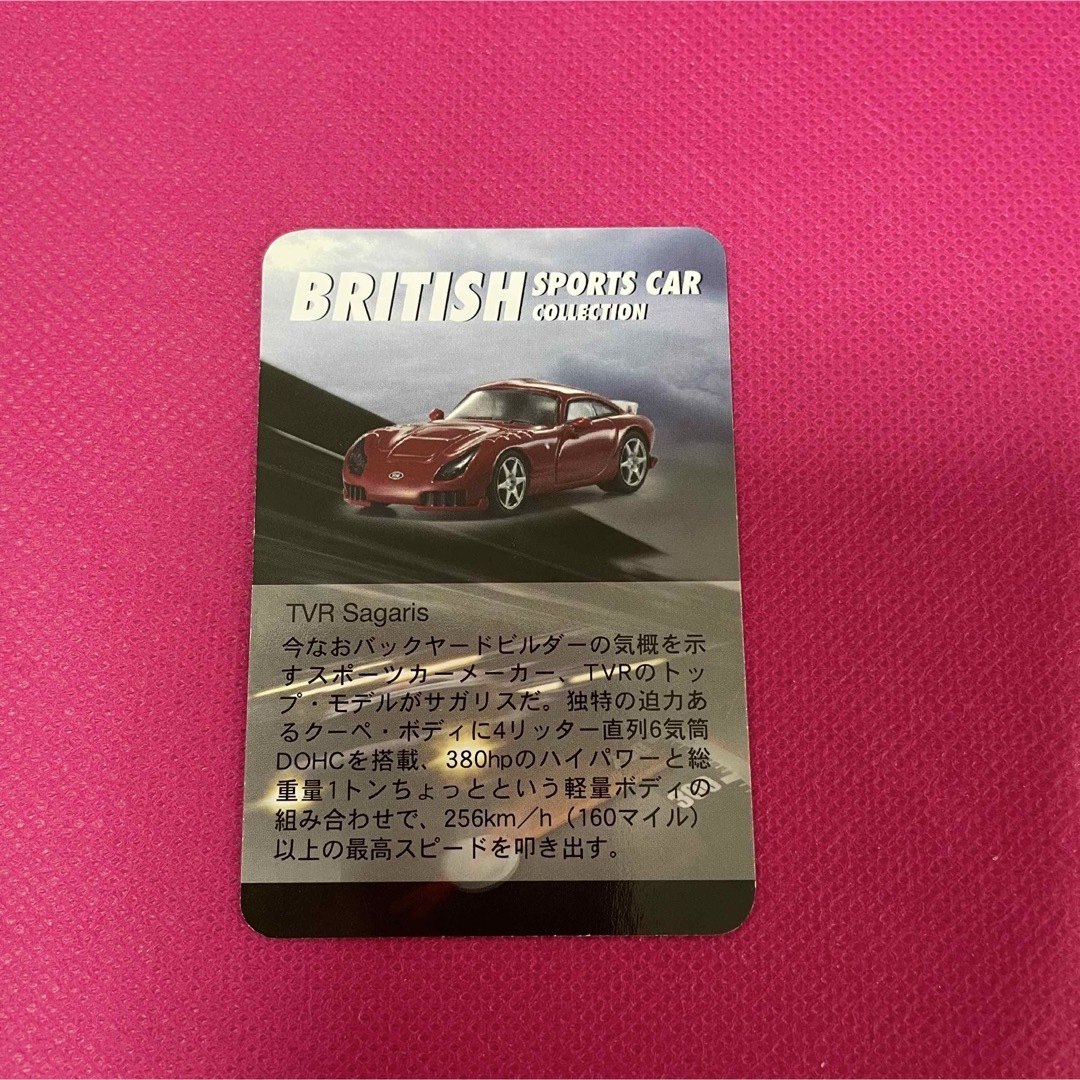 BRITISH SPORTS CAR
COLLECTION
TVR Sagaris
今なおバックヤードビルダーの気概を示
すスポーツカーメーカー、TVRのトッ
プ・モデルがサガリスだ。独特の迫力あ
るクーペ・ボディに4リッター直列6気筒
DOHCを搭載、380hpのハイパワーと総
重量1トンちょっとという軽量ボディの
組み合わせで、256km／h（160マイル）
以上の最高スピードを叩き出す。